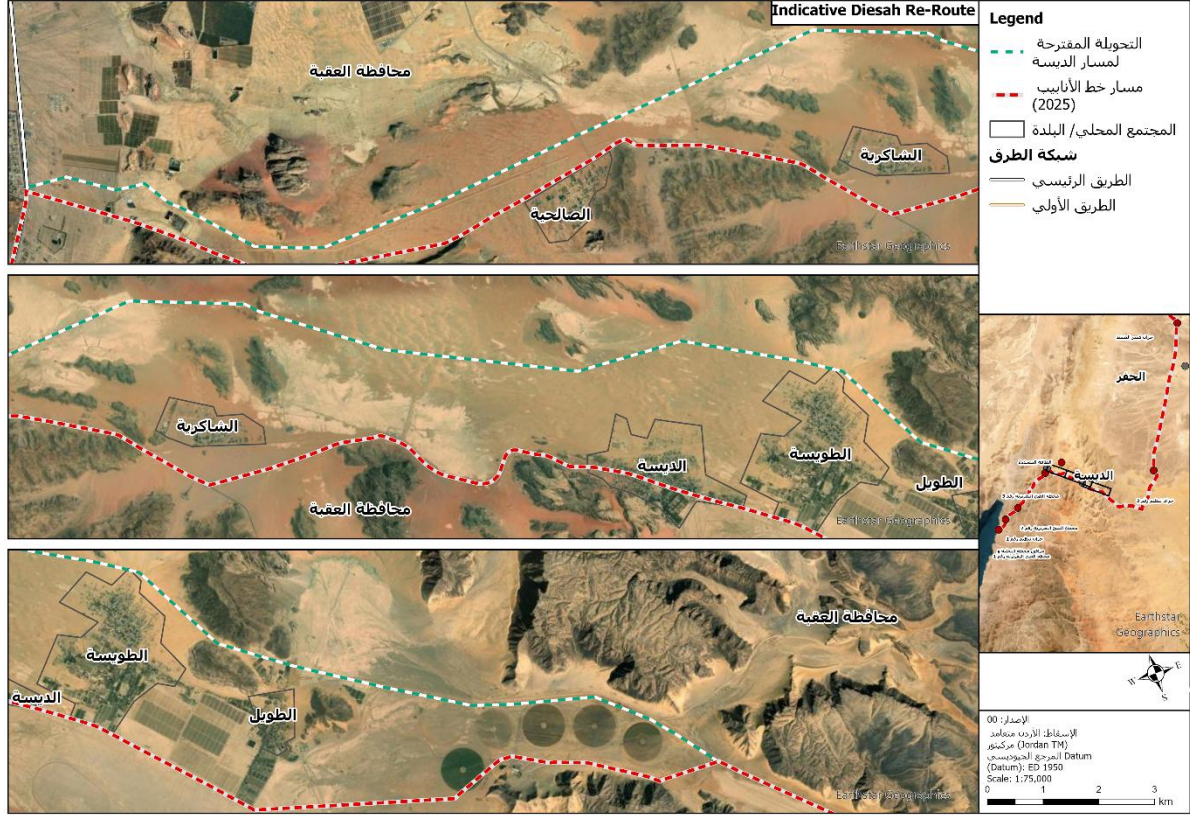 Indicative Diesah Re-Route
محافظة العقبة
الشاكرية
الصالحية
Earthstar Geographics
الشاكرية
الديسة
الطويسة
الطويل
محافظة العقبة
Earthstar Geographics
محافظة العقبة
الطويسة
الديسة
الطويل
Earthstar Geographics
Legend
التحويلة المقترحة
لمسار الديسة
مسار خط الأنابيب
(2025)
المجتمع المحلي/ البلدة
شبكة الطرق
الطريق الرئيسي
الطريق الأولي
الجفر
الديسة
Earthstar
Geographics
W
E
S
الإصدار: 00
الإسقاط: الأردن متعامد
مركيتور (Jordan TM)
المرجع الجيوديسي Datum
(Datum): ED 1950
Scale: 1:75,000
0 1 2 3
km